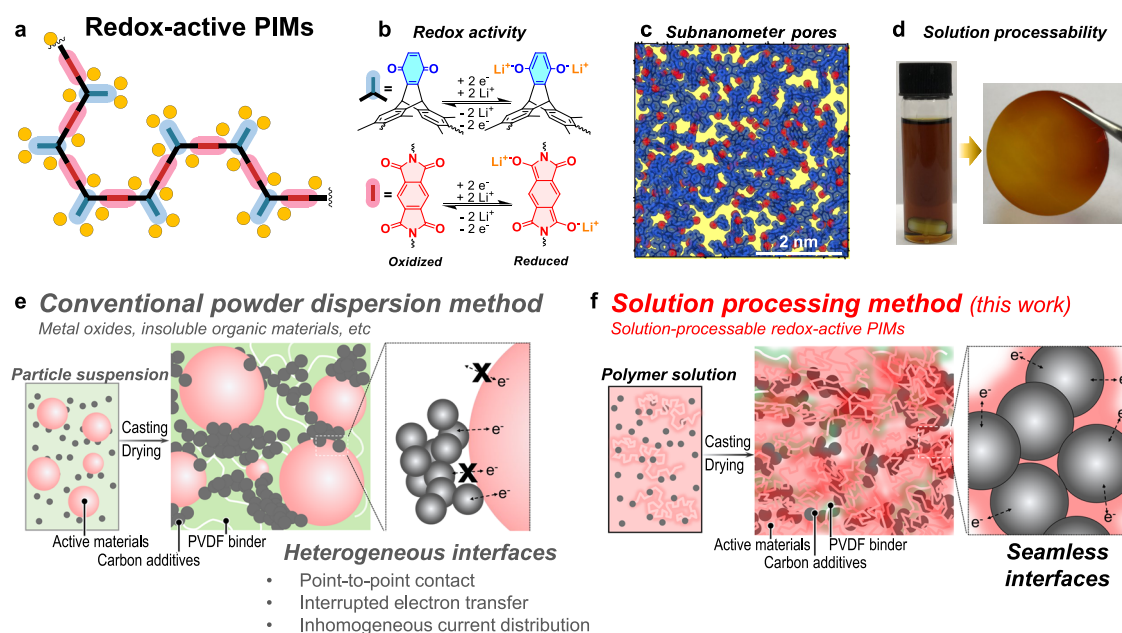 a
Redox-active PIMs
b Redox activity
O
O
=
+ 2 e-
+ 2 Li+
- 2 Li+
- 2 e-
Li+-O
O-Li+
O
N
O
O
N
O
=
+ 2 e-
+ 2 Li+
- 2 Li+
- 2 e-
Li+-O
N
O
O
N
O-Li+
Oxidized
Reduced
c Subnanometer pores
2 nm
d Solution processability
e Conventional powder dispersion method
Metal oxides, insoluble organic materials, etc
Particle suspension
Casting
Drying
e-
e-
e-
e-
Active materials
Carbon additives
PVDF binder
Heterogeneous interfaces
• Point-to-point contact
• Interrupted electron transfer
• Inhomogeneous current distribution
f Solution processing method (this work)
Solution-processable redox-active PIMs
Polymer solution
Casting
Drying
e-
e-
e-
e-
e-
e-
Active materials
Carbon additives
PVDF binder
Seamless
interfaces